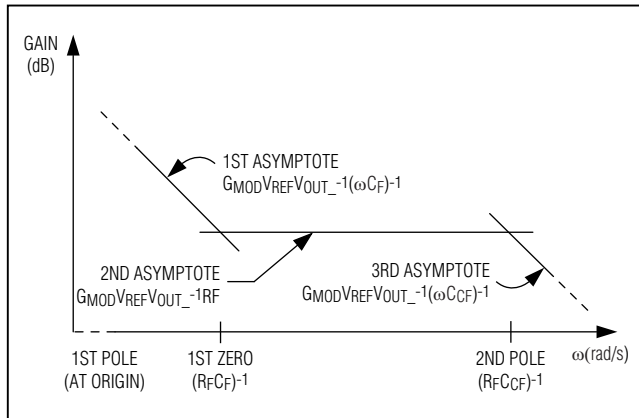 GAIN
(dB)
1ST ASYMPTOTE
GMODVREFVOUT_-1(ωCF)-1
2ND ASYMPTOTE
GMODVREFVOUT_-1RF
3RD ASYMPTOTE
GMODVREFVOUT_-1(ωCCF)-1
1ST POLE
(AT ORIGIN)
1ST ZERO
(RFCF)-1
2ND POLE
(RFCCF)-1
ω(rad/s)